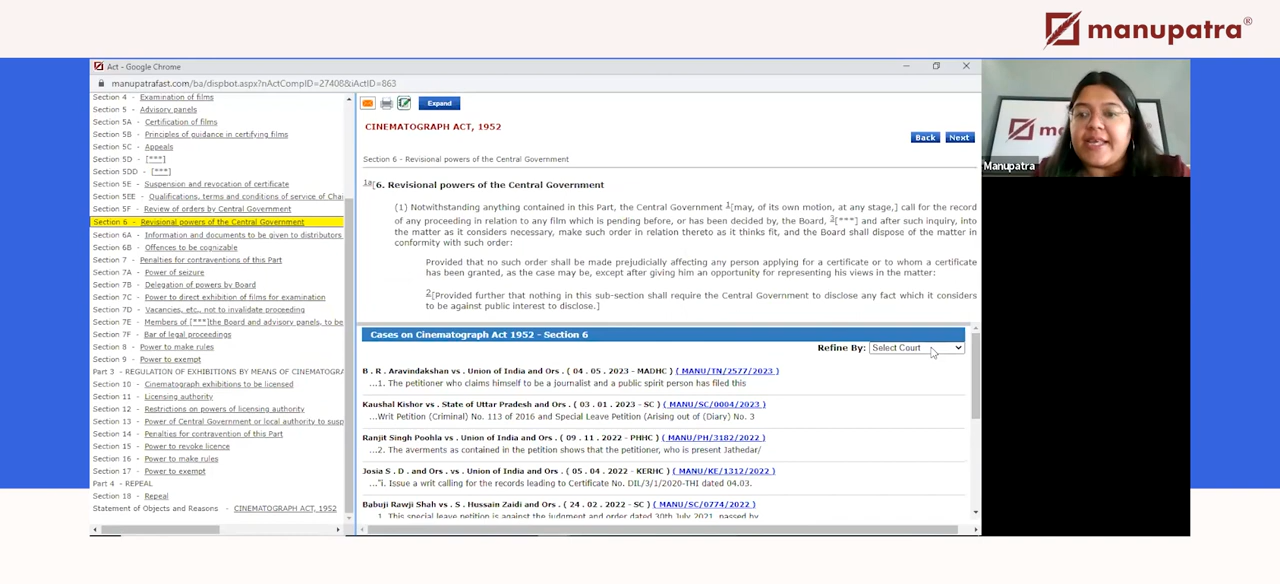 manupatra®
Act - Google Chrome
manupatrafast.com/ba/dispbot.aspx?nActCompID=27408&iActID=863
Section 4 - Examination of films
Section 5 - Advisory panels
Section 5A - Certification of films
Section 5B - Principles of guidance in certifying films
Section 5C - Appeals
Section 5D - [***]
Section 5DD - [***]
Section 5E - Suspension and revocation of certificate
Section 5EE - Qualifications, terms and conditions of service of Cha
Section 5F - Review of orders by Central Government
Section 6 - Revisional powers of the Central Government
Section 6A - Information and documents to be given to distributors
Section 6B - Offences to be cognizable
Section 7 - Penalties for contraventions of this Part
Section 7A - Power of seizure
Section 7B - Delegation of powers by Board
Section 7C - Power to direct exhibition of films for examination
Section 7D - Vacancies, etc., not to invalidate proceeding
Section 7E - Members of [***]the Board and advisory panels, to be
Section 7F - Bar of legal proceedings
Section 8 - Power to make rules
Section 9 - Power to exempt
Part 3 - REGULATION OF EXHIBITIONS BY MEANS OF CINEMATOGRA
Section 10 - Cinematograph exhibitions to be licensed
Section 11 - Licensing authority
Section 12 - Restrictions on powers of licensing authority
Section 13 - Power of Central Government or local authority to susp
Section 14 - Penalties for contravention of this Part
Section 15 - Power to revoke licence
Section 16 - Power to make rules
Section 17 - Power to exempt
Part 4 - REPEAL
Section 18 - Repeal
Statement of Objects and Reasons - CINEMATOGRAPH ACT, 1952
Expand
CINEMATOGRAPH ACT, 1952
Back Next
Section 6 - Revisional powers of the Central Government
1a[6. Revisional powers of the Central Government
(1) Notwithstanding anything contained in this Part, the Central Government 1[may, of its own motion, at any stage,] call for the record
of any proceeding in relation to any film which is pending before, or has been decided by, the Board, 3[***] and after such inquiry, into
the matter as it considers necessary, make such order in relation thereto as it thinks fit, and the Board shall dispose of the matter in
conformity with such order:
Provided that no such order shall be made prejudicially affecting any person applying for a certificate or to whom a certificate
has been granted, as the case may be, except after giving him an opportunity for representing his views in the matter:
2[Provided further that nothing in this sub-section shall require the Central Government to disclose any fact which it considers
to be against public interest to disclose.]
Cases on Cinematograph Act 1952 - Section 6
Refine By: Select Court
B . R . Aravindakshan vs . Union of India and Ors . ( 04 . 05 . 2023 - MADHC ) ( MANU/TN/2577/2023 )
...1. The petitioner who claims himself to be a journalist and a public spirit person has filed this
Kaushal Kishor vs . State of Uttar Pradesh and Ors . ( 03 . 01 . 2023 - SC ) ( MANU/SC/0004/2023 )
...Writ Petition (Criminal) No. 113 of 2016 and Special Leave Petition (Arising out of (Diary) No. 3
Ranjit Singh Poohla vs . Union of India and Ors . ( 09 . 11 . 2022 - PHHC ) ( MANU/PH/3182/2022 )
...2. The averments as contained in the petition shows that the petitioner, who is present Jathedar/
Josia S . D . and Ors . vs . Union of India and Ors . ( 05 . 04 . 2022 - KERHC ) ( MANU/KE/1312/2022 )
..."i. Issue a writ calling for the records leading to Certificate No. DIL/3/1/2020-THI dated 04.03.
Babuji Rawji Shah vs . S . Hussain Zaidi and Ors . ( 24 . 02 . 2022 - SC ) ( MANU/SC/0774/2022 )
...1. This special leave petition is against the judgment and order dated 30th July 2021, passed by
Manupatra